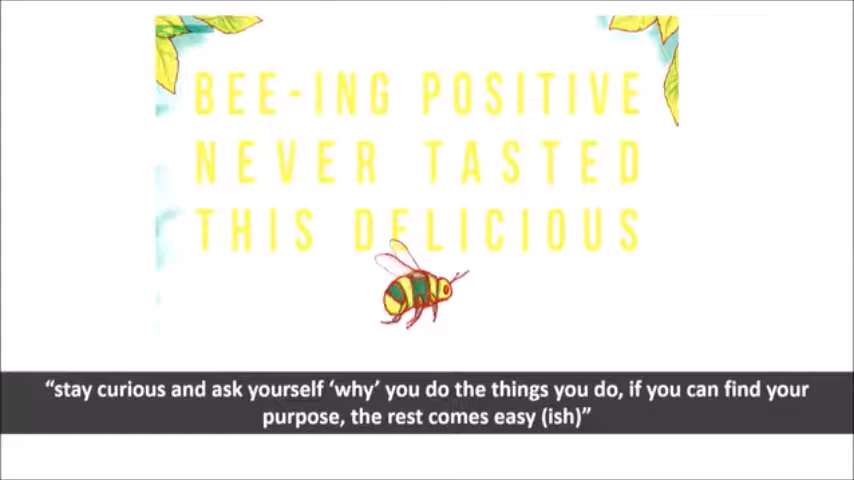 BEE-ING POSITIVE
NEVER TASTED
THIS DELICIOUS
“stay curious and ask yourself ‘why’ you do the things you do, if you can find your
purpose, the rest comes easy (ish)”